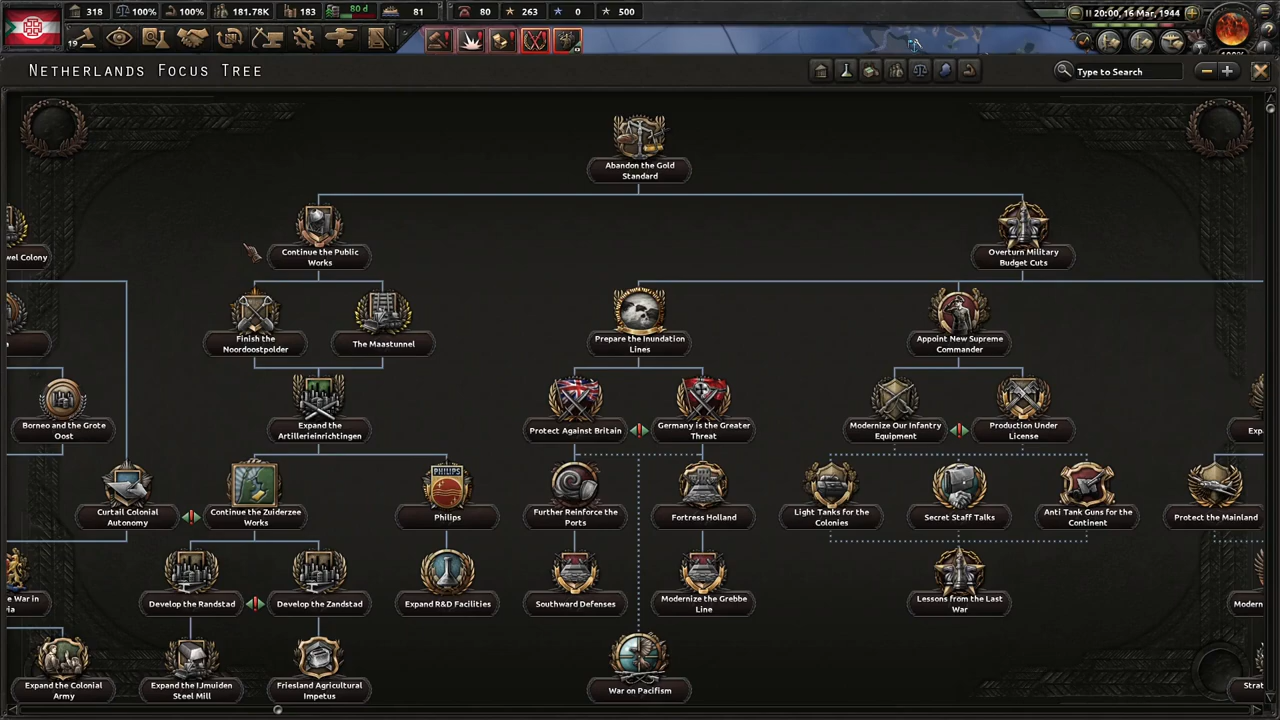 318 100% 100% 181.78K 183 80 d 81 80 263 0 500
II 20:00, 16 Mar, 1944
19
100%
NETHERLANDS FOCUS TREE
Type to Search
Abandon the Gold
Standard
Continue the Public
Works
Overturn Military
Budget Cuts
wel Colony
Finish the
Noordoostpolder
The Maastunnel
Prepare the Inundation
Lines
Appoint New Supreme
Commander
Borneo and the Grote
Oost
Expand the
Artillerieinrichtingen
Protect Against Britain
Germany is the Greater
Threat
Modernize Our Infantry
Equipment
Production Under
License
Exp
Curtail Colonial
Autonomy
Continue the Zuiderzee
Works
PHILIPS
Philips
Further Reinforce the
Ports
Fortress Holland
Light Tanks for the
Colonies
Secret Staff Talks
Anti Tank Guns for the
Continent
Protect the Mainland
e War in
via
Develop the Randstad
Develop the Zandstad
Expand R&D Facilities
Southward Defenses
Modernize the Grebbe
Line
Lessons from the Last
War
Modern
Expand the Colonial
Army
Expand the IJmuiden
Steel Mill
Friesland Agricultural
Impetus
War on Pacifism
Strat